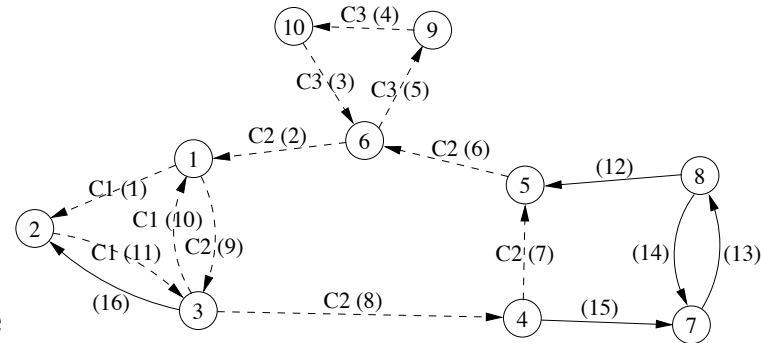 10
C3 (4)
9
C3 (3)
C3 (5)
6
C2 (2)
C2 (6)
1
5
(12)
8
C1 (1)
2
C1 (10)
C2 (9)
C1 (11)
C2 (7)
(14)
(13)
(16)
3
C2 (8)
4
(15)
7
e